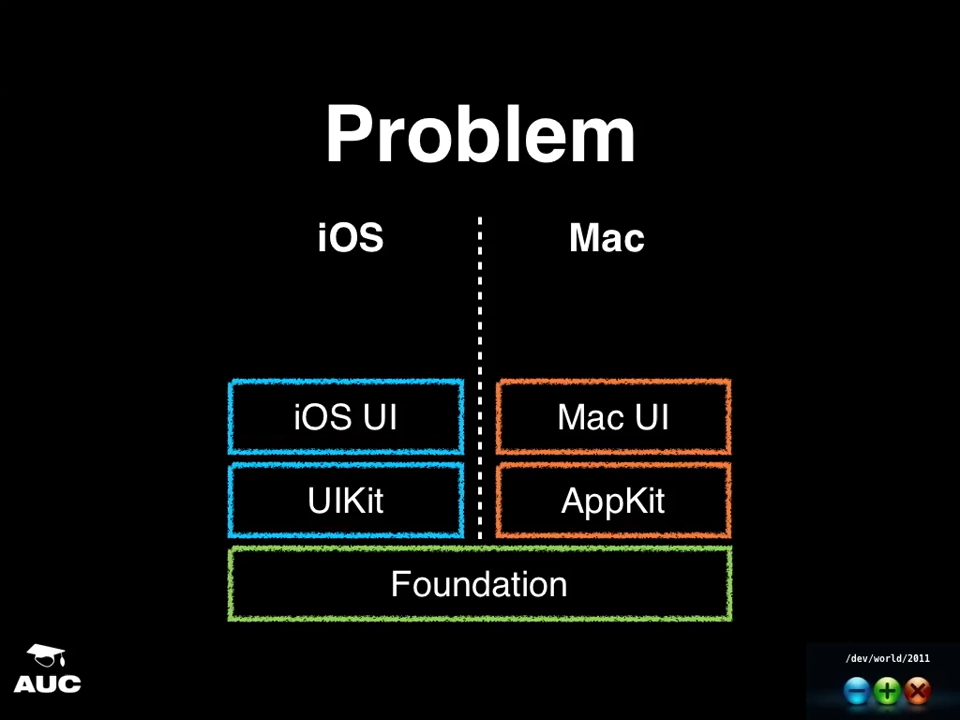 Problem
iOS
Mac
iOS UI
Mac UI
UIKit
AppKit
Foundation
AUC
/dev/world/2011